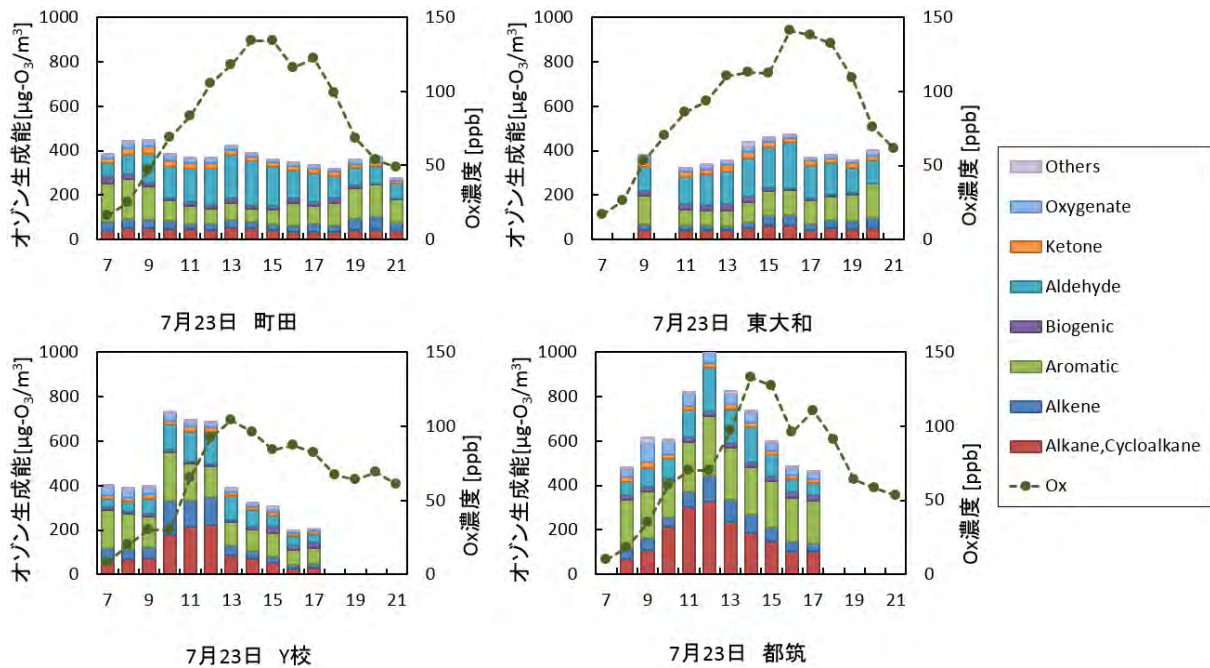 オゾン生成能[μg-O₃/m³]
1000
800
600
400
200
0
150
100
50
0
Ox濃度 [ppb]
7 9 11 13 15 17 19 21
7月23日 町田
オゾン生成能[μg-O₃/m³]
1000
800
600
400
200
0
150
100
50
0
Ox濃度 [ppb]
7 9 11 13 15 17 19 21
7月23日 東大和
オゾン生成能[μg-O₃/m³]
1000
800
600
400
200
0
150
100
50
0
Ox濃度 [ppb]
7 9 11 13 15 17 19 21
7月23日 Y校
オゾン生成能[μg-O₃/m³]
1000
800
600
400
200
0
150
100
50
0
Ox濃度 [ppb]
7 9 11 13 15 17 19 21
7月23日 都筑
Others
Oxygenate
Ketone
Aldehyde
Biogenic
Aromatic
Alkene
Alkane,Cycloalkane
Ox